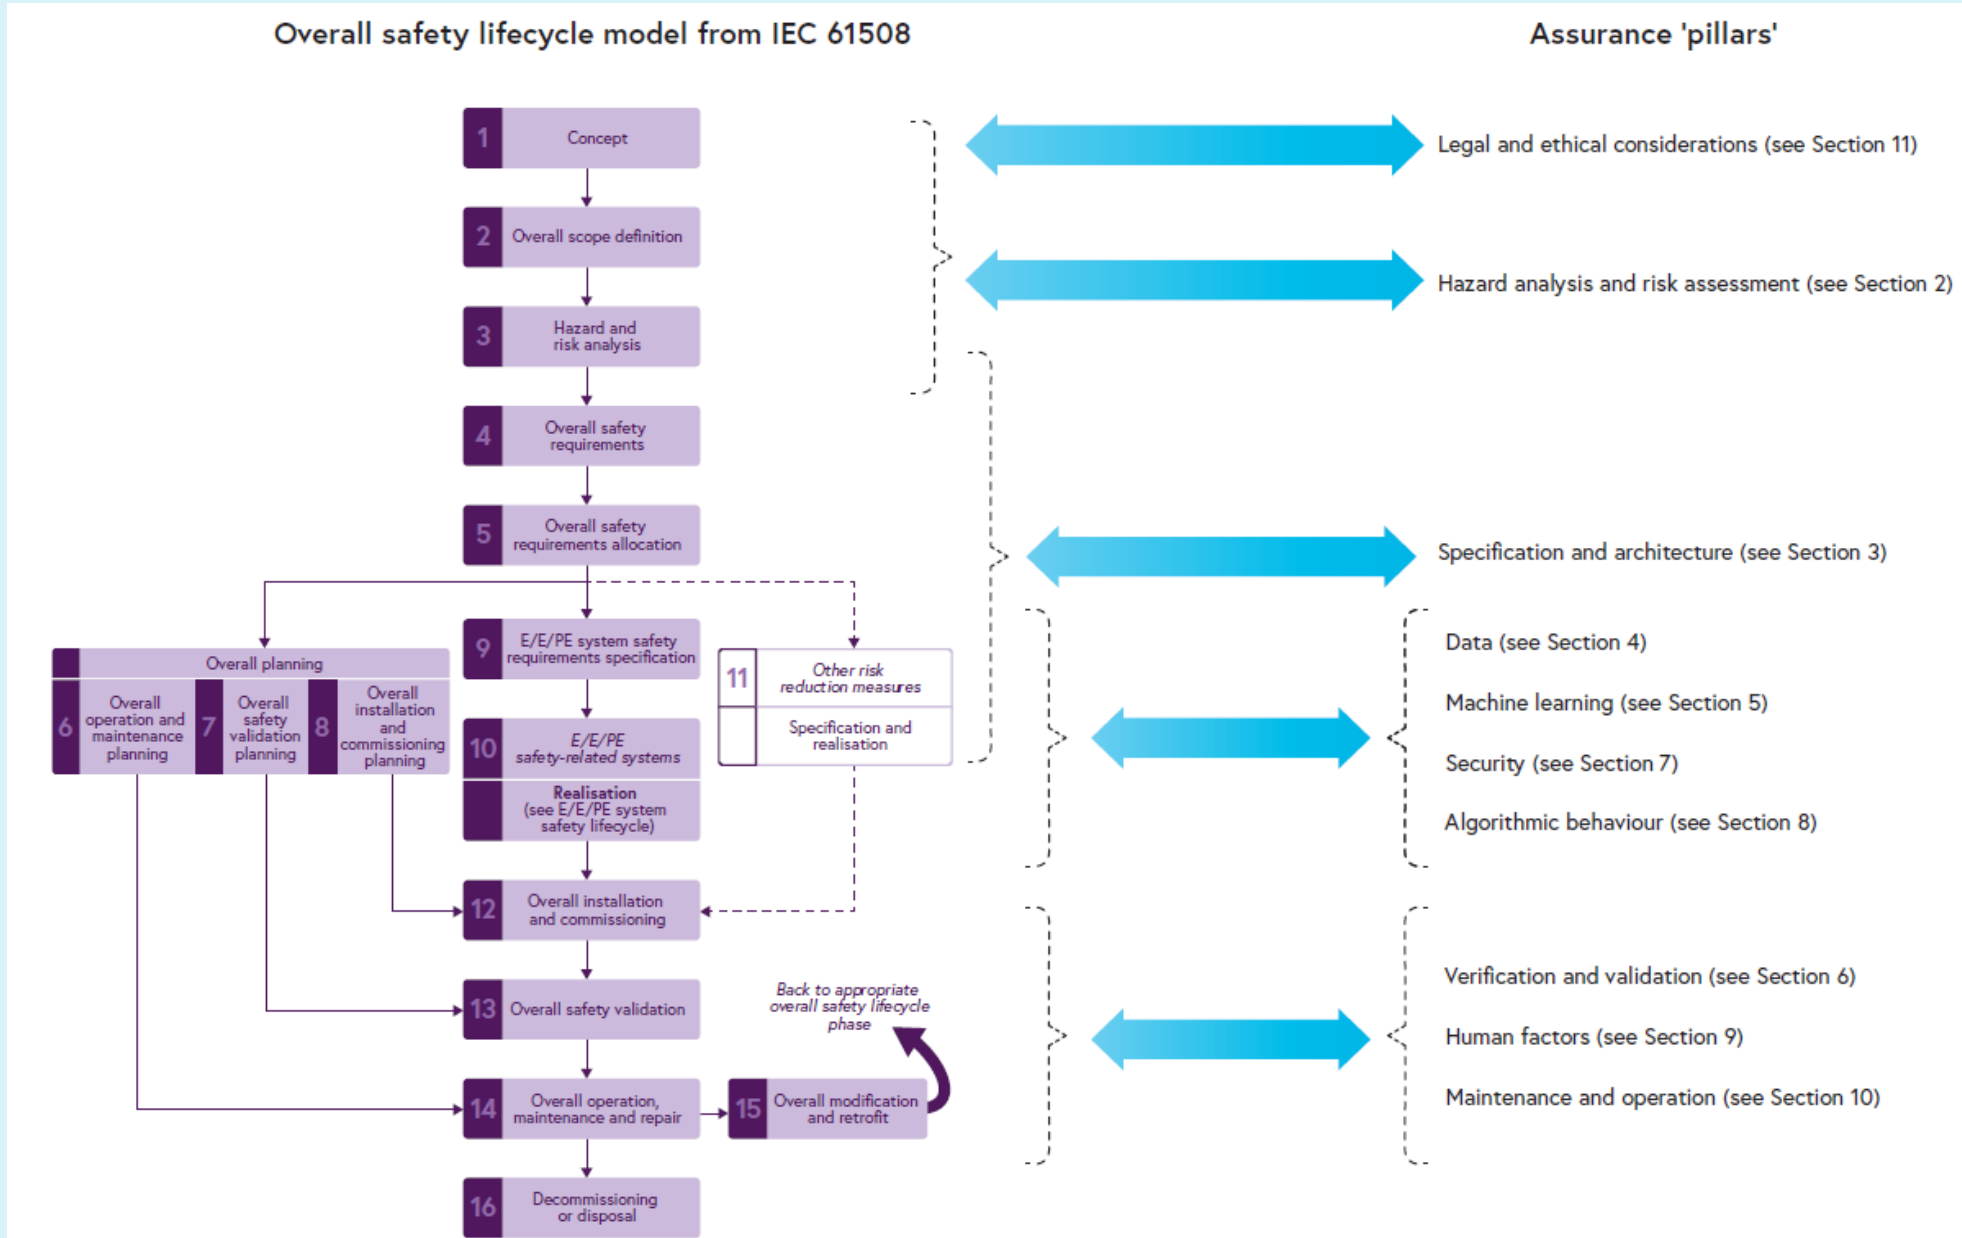 Overall safety lifecycle model from IEC 61508
Assurance 'pillars'
1
Concept
2
Overall scope definition
3
Hazard and
risk analysis
4
Overall safety
requirements
5
Overall safety
requirements allocation
Overall planning
6
Overall
operation and
maintenance
planning
7
Overall
safety
validation
planning
8
Overall
installation
and
commissioning
planning
9
E/E/PE system safety
requirements specification
10
E/E/PE
safety-related systems
Realisation
(see E/E/PE system
safety lifecycle)
11
Other risk
reduction measures
Specification and
realisation
12
Overall installation
and commissioning
13
Overall safety validation
14
Overall operation,
maintenance and repair
15
Overall modification
and retrofit
Back to appropriate
overall safety lifecycle
phase
16
Decommissioning
or disposal
Legal and ethical considerations (see Section 11)
Hazard analysis and risk assessment (see Section 2)
Specification and architecture (see Section 3)
Data (see Section 4)
Machine learning (see Section 5)
Security (see Section 7)
Algorithmic behaviour (see Section 8)
Verification and validation (see Section 6)
Human factors (see Section 9)
Maintenance and operation (see Section 10)